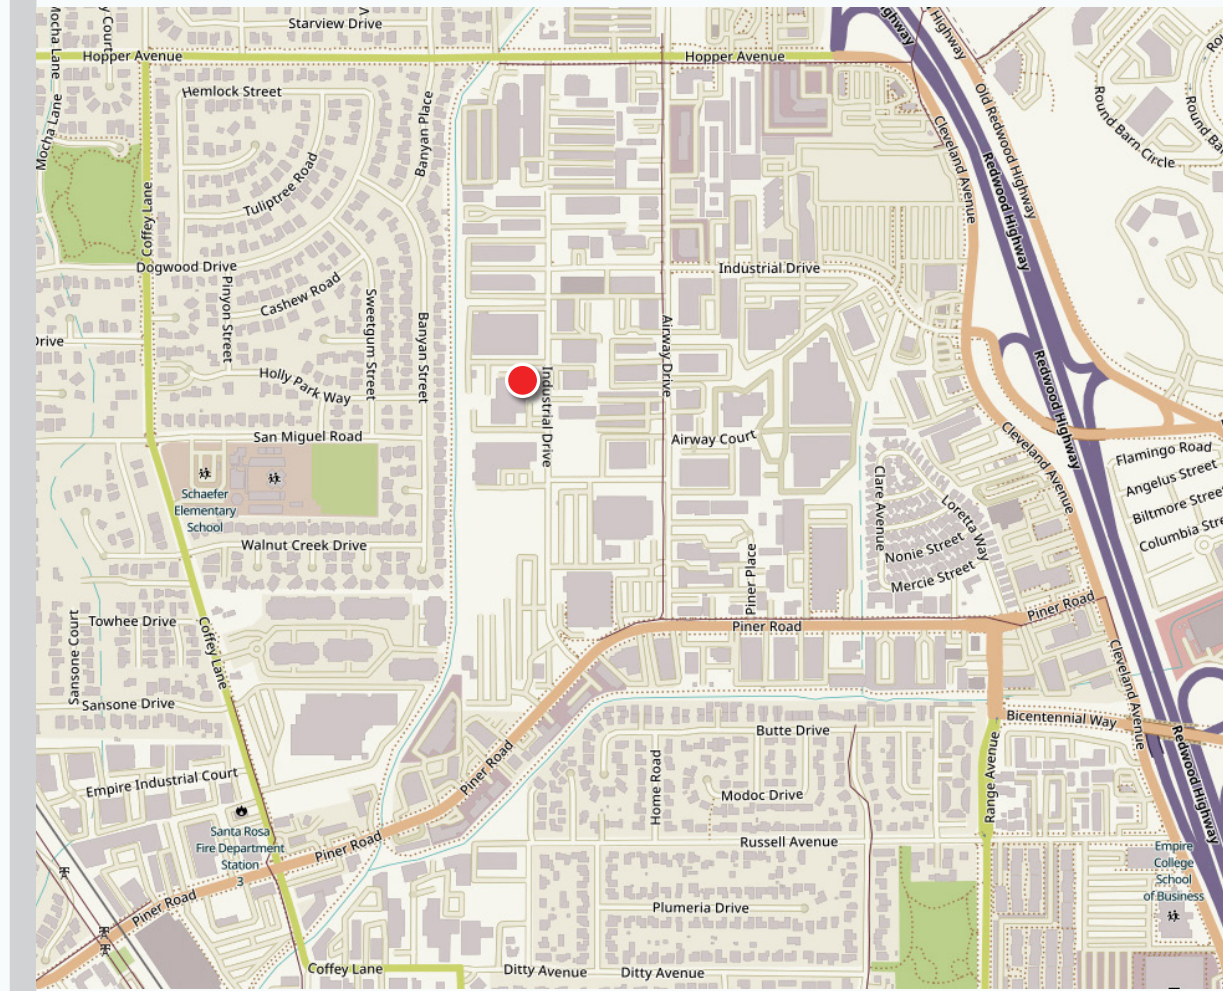 Starview Drive
Mocha Lane
Hopper Avenue
Hopper Avenue
Highway
Old Redwood Highway
Hemlock Street
Mocha Lane
Banyan Place
Round Barn Circle
Tuliptree Road
Cleveland Avenue
Redwood Highway
Coffey Lane
Dogwood Drive
Industrial Drive
Pinyon Street
Cashew Road
Sweetgum Street
Banyan Street
Airway Drive
Drive
Holly Park Way
Industrial Drive
Redwood Highway
San Miguel Road
Airway Court
Cleveland Avenue
Flamingo Road
Angelus Street
Biltmore Street
Columbia Str
Schaefer
Elementary
School
Clare Avenue
Loretta Way
Nonie Street
Mercie Street
Walnut Creek Drive
Piner Place
Piner Road
Piner Road
Towhee Drive
Sansone Court
Coffey Lane
Sansone Drive
Cleveland Avenue
Bicentennial Way
Butte Drive
Redwood Highway
Piner Road
Home Road
Range Avenue
Empire Industrial Court
Modoc Drive
Santa Rosa
Fire Department
Station
3
Piner Road
Russell Avenue
Empire
College
School
of Business
Piner Road
Plumeria Drive
Coffey Lane
Ditty Avenue
Ditty Avenue